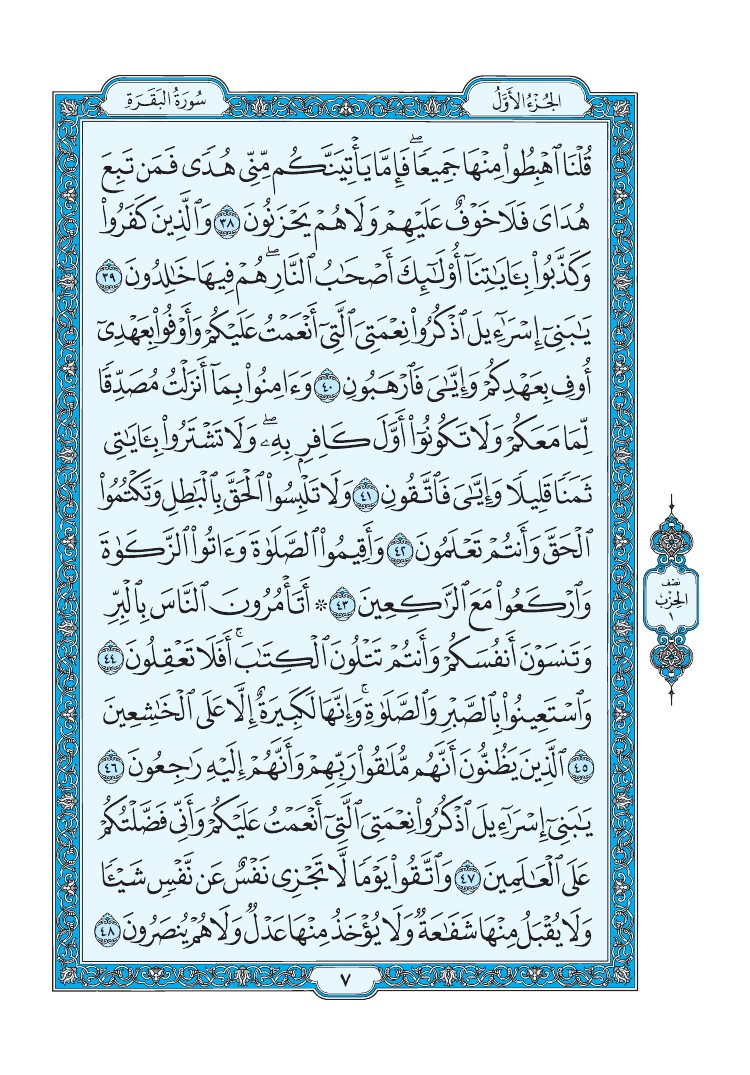 الجُزْءُ الأَوَّلُ
سُورَةُ البَقَرَةِ
قُلْنَا ٱهْبِطُواْ مِنْهَا جَمِيعٗاۖ فَإِمَّا يَأۡتِيَنَّكُم مِّنِّي هُدٗى فَمَن تَبِعَ
هُدَايَ فَلَا خَوۡفٌ عَلَيۡهِمۡ وَلَا هُمۡ يَحۡزَنُونَ ٣٨ وَٱلَّذِينَ كَفَرُواْ
وَكَذَّبُواْ بِـَٔايَٰتِنَآ أُوْلَٰٓئِكَ أَصۡحَٰبُ ٱلنَّارِۖ هُمۡ فِيهَا خَٰلِدُونَ ٣٩
يَٰبَنِيٓ إِسۡرَٰٓءِيلَ ٱذۡكُرُواْ نِعۡمَتِيَ ٱلَّتِيٓ أَنۡعَمۡتُ عَلَيۡكُمۡ وَأَوۡفُواْ بِعَهۡدِيٓ
أُوفِ بِعَهۡدِكُمۡ وَإِيَّٰيَ فَٱرۡهَبُونِ ٤٠ وَءَامِنُواْ بِمَآ أَنزَلۡتُ مُصَدِّقٗا
لِّمَا مَعَكُمۡ وَلَا تَكُونُوٓاْ أَوَّلَ كَافِرِۭ بِهِۦۖ وَلَا تَشۡتَرُواْ بِـَٔايَٰتِي
ثَمَنٗا قَلِيلٗا وَإِيَّٰيَ فَٱتَّقُونِ ٤١ وَلَا تَلۡبِسُواْ ٱلۡحَقَّ بِٱلۡبَٰطِلِ وَتَكۡتُمُواْ
ٱلۡحَقَّ وَأَنتُمۡ تَعۡلَمُونَ ٤٢ وَأَقِيمُواْ ٱلصَّلَوٰةَ وَءَاتُواْ ٱلزَّكَوٰةَ
وَٱرۡكَعُواْ مَعَ ٱلرَّٰكِعِينَ ٤٣ ۞ أَتَأۡمُرُونَ ٱلنَّاسَ بِٱلۡبِرِّ
وَتَنسَوۡنَ أَنفُسَكُمۡ وَأَنتُمۡ تَتۡلُونَ ٱلۡكِتَٰبَۚ أَفَلَا تَعۡقِلُونَ ٤٤
وَٱسۡتَعِينُواْ بِٱلصَّبۡرِ وَٱلصَّلَوٰةِۚ وَإِنَّهَا لَكَبِيرَةٌ إِلَّا عَلَى ٱلۡخَٰشِعِينَ
٤٥ ٱلَّذِينَ يَظُنُّونَ أَنَّهُم مُّلَٰقُواْ رَبِّهِمۡ وَأَنَّهُمۡ إِلَيۡهِ رَٰجِعُونَ ٤٦
يَٰبَنِيٓ إِسۡرَٰٓءِيلَ ٱذۡكُرُواْ نِعۡمَتِيَ ٱلَّتِيٓ أَنۡعَمۡتُ عَلَيۡكُمۡ وَأَنِّي فَضَّلۡتُكُمۡ
عَلَى ٱلۡعَٰلَمِينَ ٤٧ وَٱتَّقُواْ يَوۡمٗا لَّا تَجۡزِي نَفۡسٌ عَن نَّفۡسٖ شَيۡـٔٗا
وَلَا يُقۡبَلُ مِنۡهَا شَفَٰعَةٞ وَلَا يُؤۡخَذُ مِنۡهَا عَدۡلٞ وَلَا هُمۡ يُنصَرُونَ ٤٨
نِصْف
الحِزْبِ
١
٧